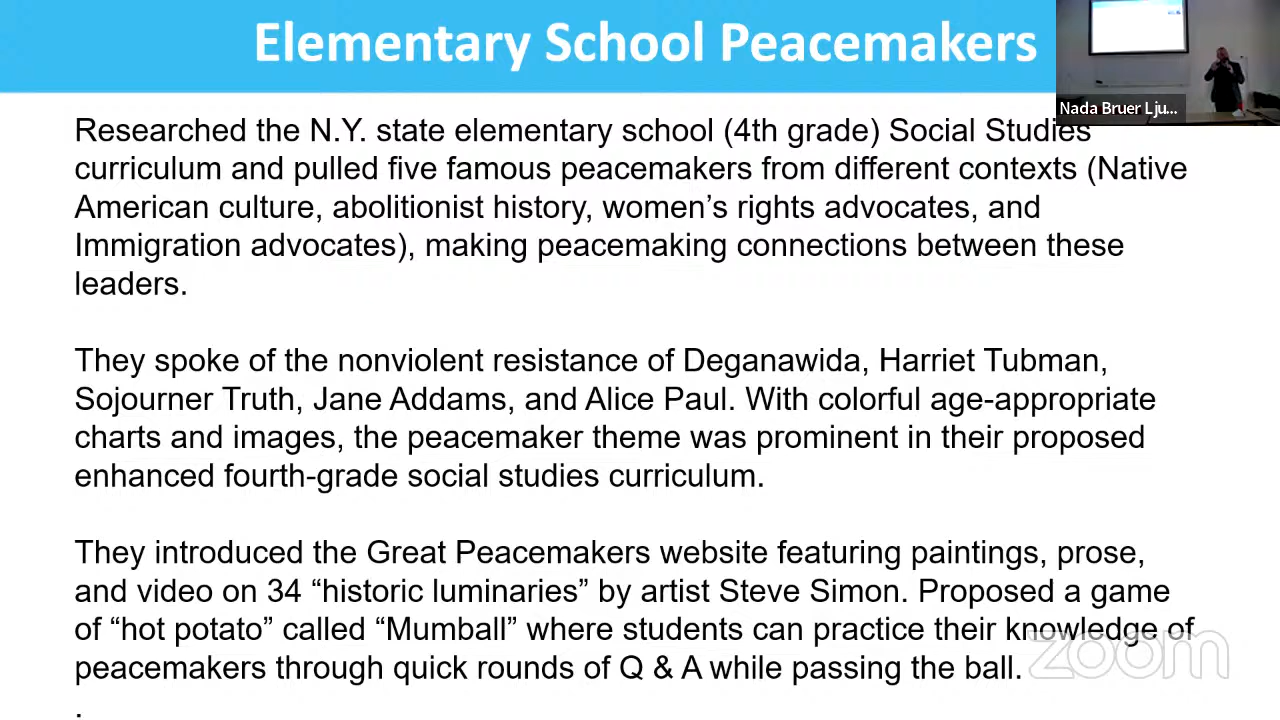 Elementary School Peacemakers
Nada Bruer Lju...
Researched the N.Y. state elementary school (4th grade) Social Studies
curriculum and pulled five famous peacemakers from different contexts (Native
American culture, abolitionist history, women’s rights advocates, and
Immigration advocates), making peacemaking connections between these
leaders.
They spoke of the nonviolent resistance of Deganawida, Harriet Tubman,
Sojourner Truth, Jane Addams, and Alice Paul. With colorful age-appropriate
charts and images, the peacemaker theme was prominent in their proposed
enhanced fourth-grade social studies curriculum.
They introduced the Great Peacemakers website featuring paintings, prose,
and video on 34 “historic luminaries” by artist Steve Simon. Proposed a game
of “hot potato” called “Mumball” where students can practice their knowledge of
peacemakers through quick rounds of Q & A while passing the ball.
.
zoom